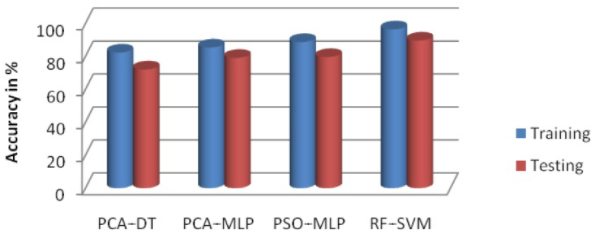 Accuracy in %
100
80
60
40
20
0
PCA-DT PCA-MLP PSO-MLP RF-SVM
Training
Testing